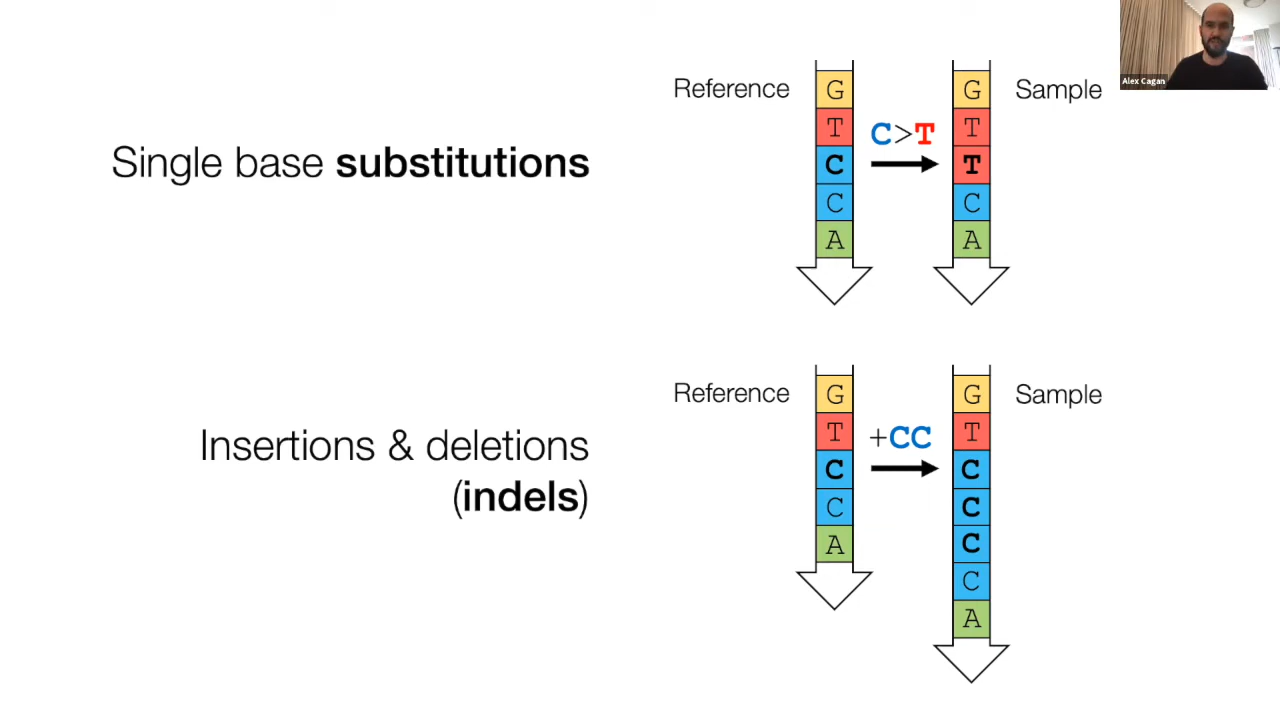 Alex Cagan
Single base substitutions
Reference
G
T
C
C
A
C>T
G
T
T
C
A
Sample
Insertions & deletions
(indels)
Reference
G
T
C
C
A
+CC
G
T
C
C
C
C
A
Sample